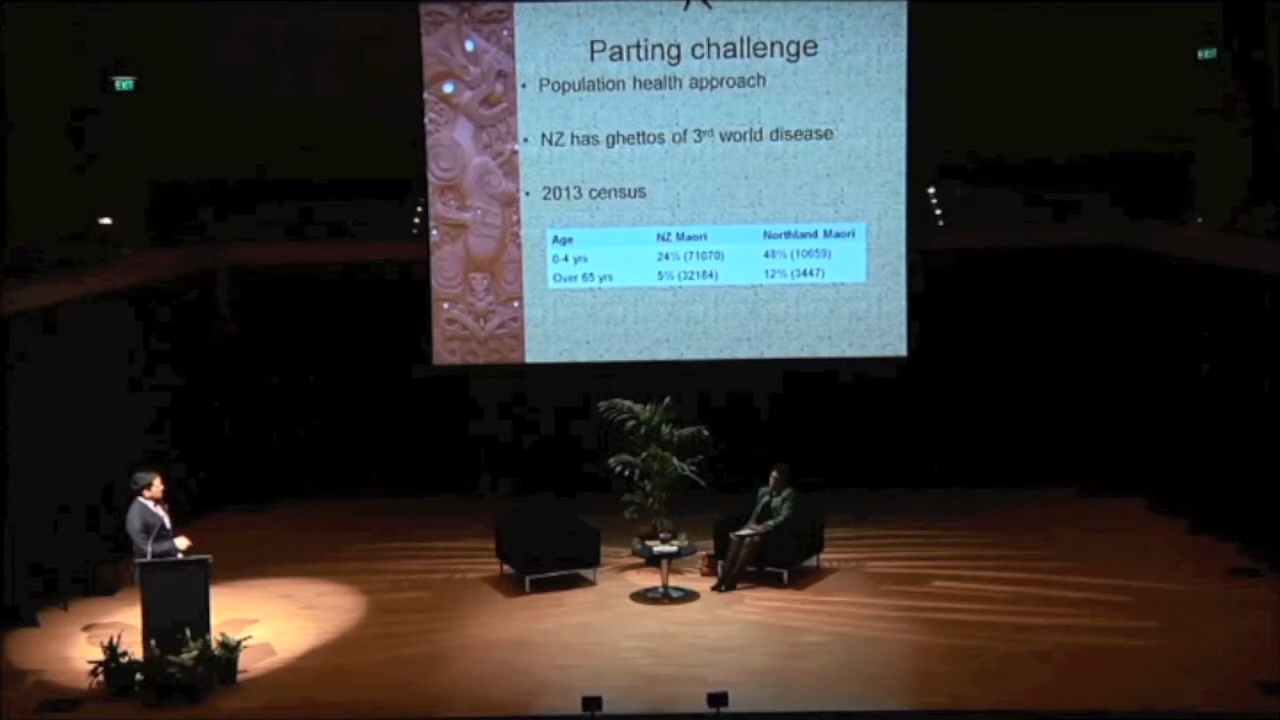 EXIT
EXIT
Parting challenge
• Population health approach
• NZ has ghettos of 3rd world disease
• 2013 census
Age NZ Maori Northland Maori
0-4 yrs 24% (71070) 48% (10659)
Over 65 yrs 5% (32184) 12% (3447)